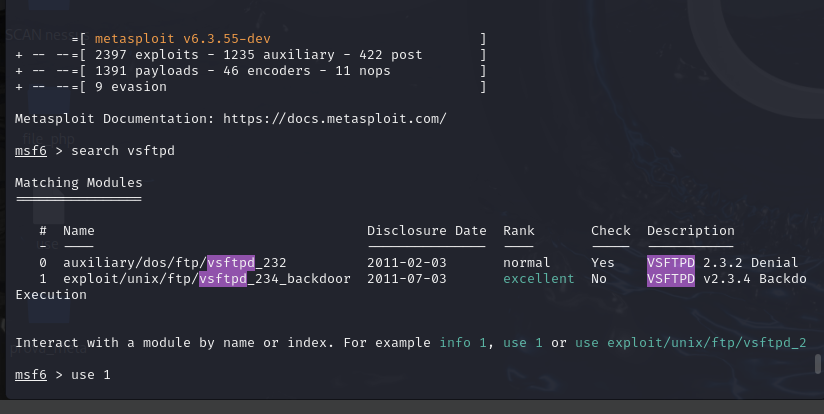 =[ metasploit v6.3.55-dev ]
+ -- --=[ 2397 exploits - 1235 auxiliary - 422 post ]
+ -- --=[ 1391 payloads - 46 encoders - 11 nops ]
+ -- --=[ 9 evasion ]
Metasploit Documentation: https://docs.metasploit.com/
msf6 > search vsftpd
Matching Modules
================
# Name Disclosure Date Rank Check Description
- ---- --------------- ---- ----- -----------
0 auxiliary/dos/ftp/vsftpd_232 2011-02-03 normal Yes VSFTPD 2.3.2 Denial
1 exploit/unix/ftp/vsftpd_234_backdoor 2011-07-03 excellent No VSFTPD v2.3.4 Backdo
Execution
Interact with a module by name or index. For example info 1, use 1 or use exploit/unix/ftp/vsftpd_2
msf6 > use 1
SCAN
file_php